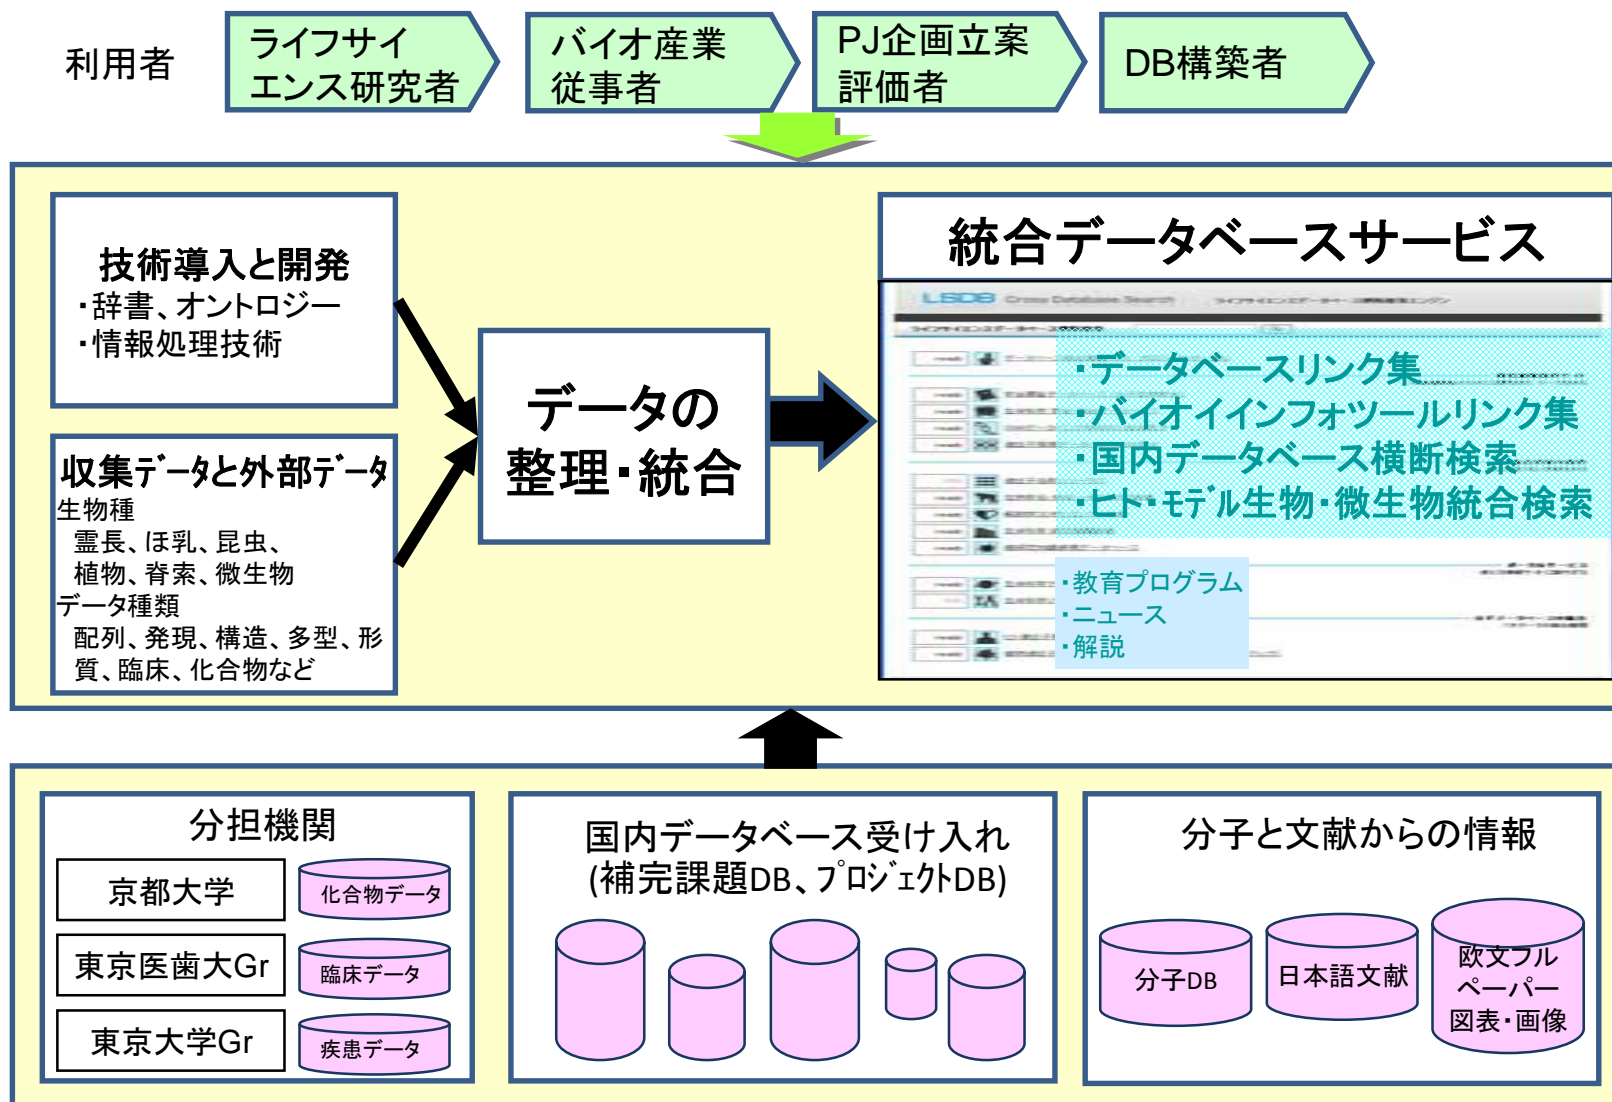 利用者
ライフサイ
エンス研究者
バイオ産業
従事者
PJ企画立案
評価者
DB構築者
技術導入と開発
・辞書、オントロジー
・情報処理技術
収集データと外部データ
生物種
霊長、ほ乳、昆虫、
植物、脊索、微生物
データ種類
配列、発現、構造、多型、形
質、臨床、化合物など
データの
整理・統合
統合データベースサービス
LSDB Cross Database Search
・データベースリンク集
・バイオイインフォツールリンク集
・国内データベース横断検索
・ヒト・モデル生物・微生物統合検索
・教育プログラム
・ニュース
・解説
分担機関
京都大学
化合物データ
東京医歯大Gr
臨床データ
東京大学Gr
疾患データ
国内データベース受け入れ
(補完課題DB、プロジェクトDB)
分子と文献からの情報
分子DB
日本語文献
欧文フル
ペーパー
図表・画像